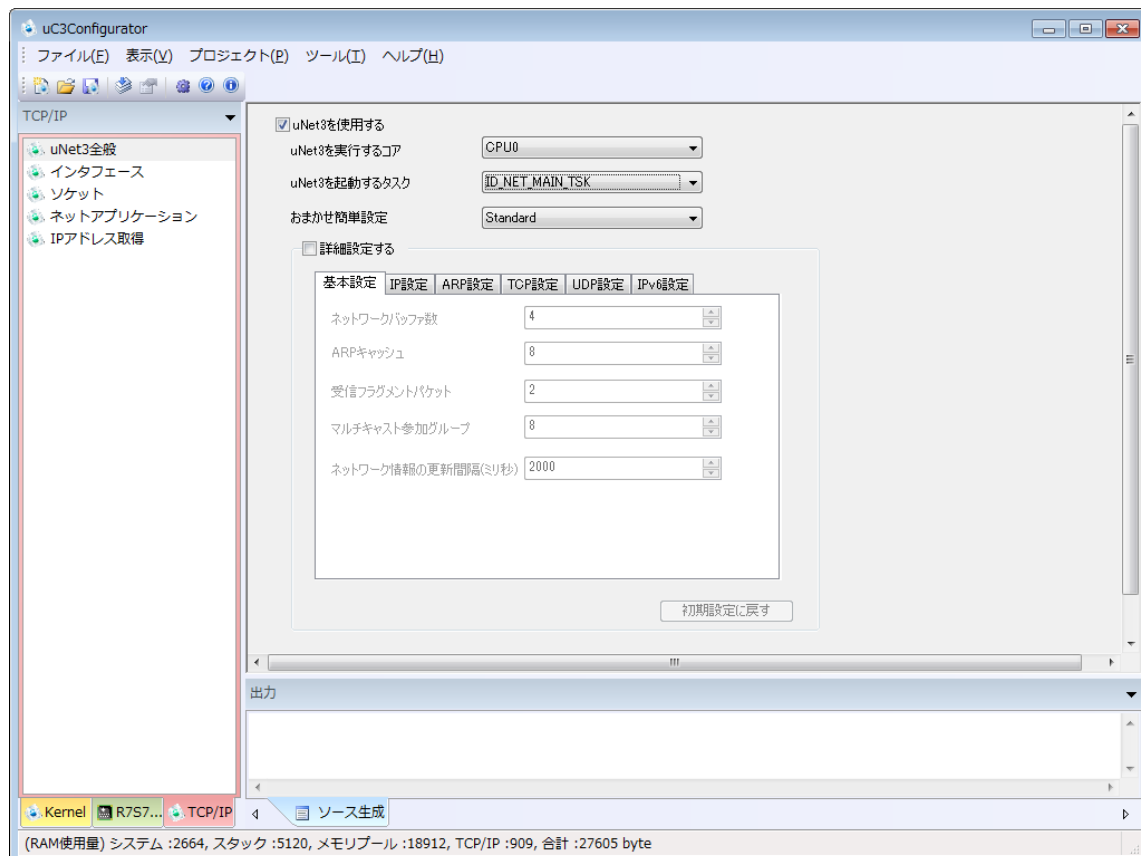 uC3Configurator
ファイル(F) 表示(V) プロジェクト(P) ツール(T) ヘルプ(H)
TCP/IP
uNet3全般
インタフェース
ソケット
ネットアプリケーション
IPアドレス取得
uNet3を使用する
uNet3を実行するコア CPU0
uNet3を起動するタスク ID_NET_MAIN_TSK
おまかせ簡単設定 Standard
詳細設定する
基本設定 IP設定 ARP設定 TCP設定 UDP設定 IPv6設定
ネットワークバッファ数 4
ARPキャッシュ 8
受信フラグメントパケット 2
マルチキャスト参加グループ 8
ネットワーク情報の更新間隔(ミリ秒) 2000
初期設定に戻す
出力
Kernel R7S7... TCP/IP ソース生成
(RAM使用量) システム :2664, スタック :5120, メモリプール :18912, TCP/IP :909, 合計 :27605 byte